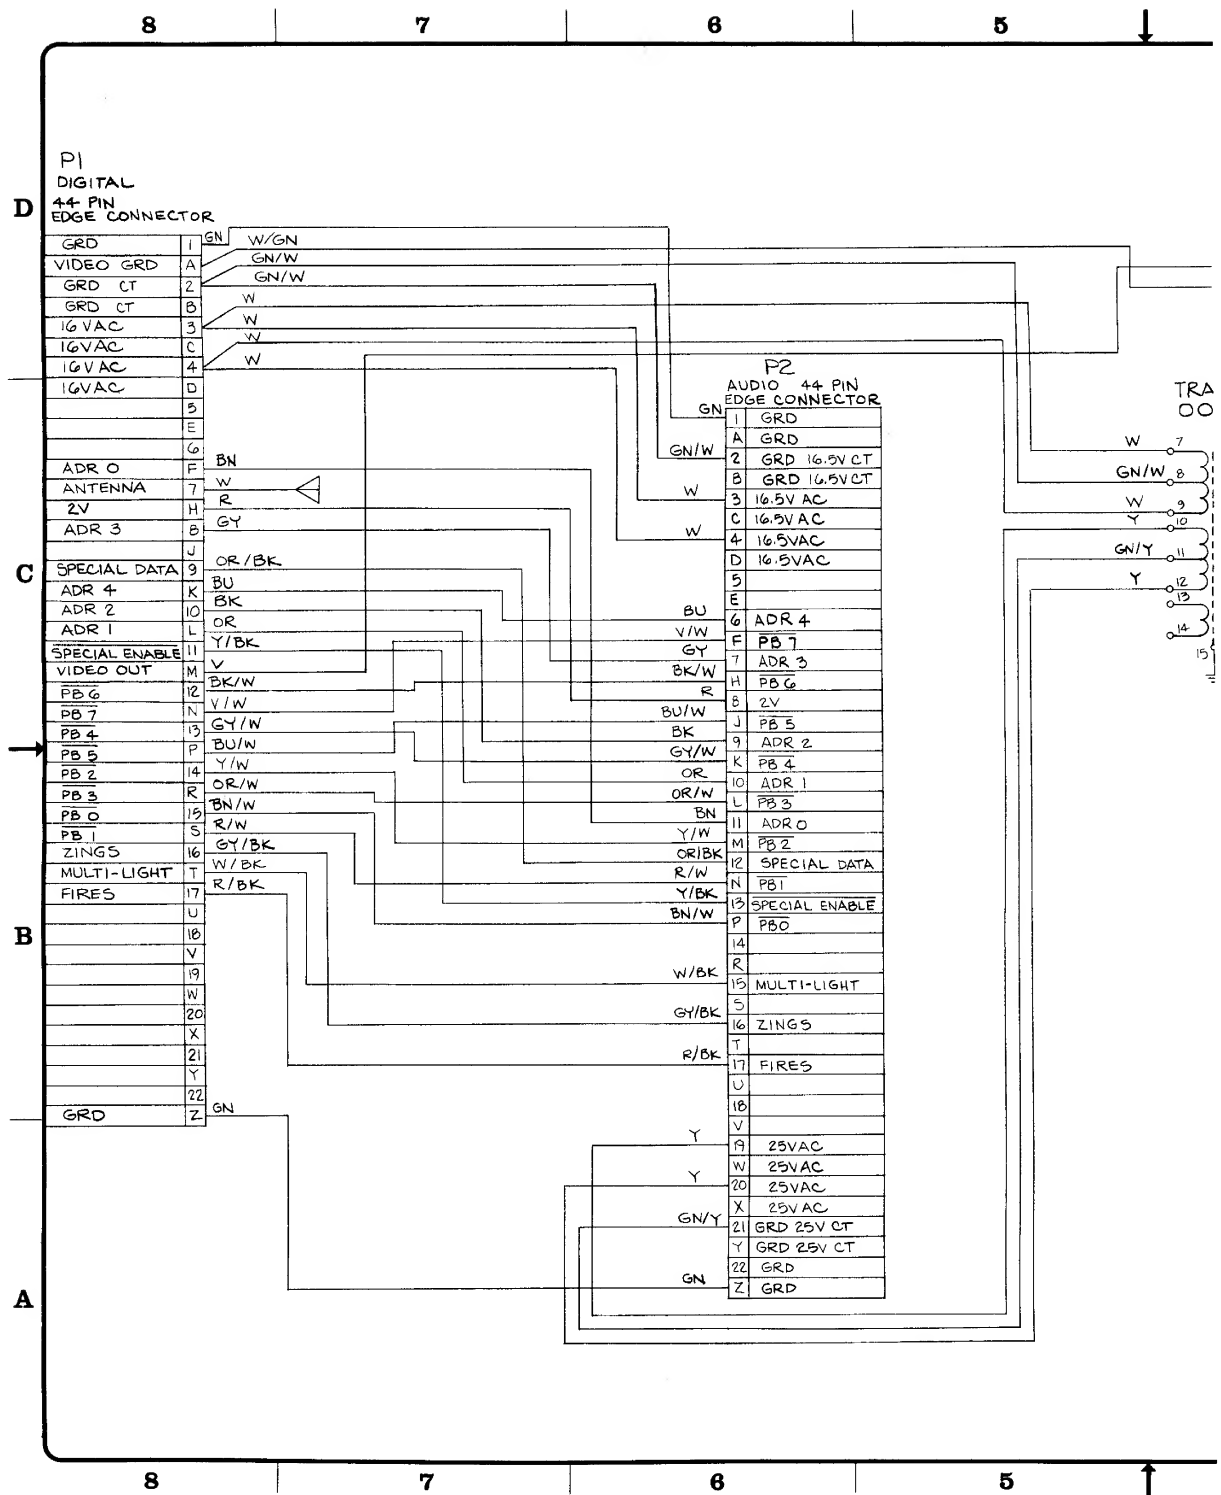 8 7 6 5
D
P1
DIGITAL
44 PIN
EDGE CONNECTOR
GRD 1 GN
VIDEO GRD A W/GN
GRD CT 2 GN/W
GRD CT B GN/W
16 VAC 3 W
16VAC C W
16VAC 4 W
16VAC D W
5
E
6
ADR 0 F BN
ANTENNA 7 W
2V H R
ADR 3 8 GY
J
SPECIAL DATA 9 OR/BK
ADR 4 K BU
ADR 2 10 BK
ADR 1 L OR
SPECIAL ENABLE 11 Y/BK
VIDEO OUT M V
PB 6 12 BK/W
PB 7 N V/W
PB 4 13 GY/W
PB 5 P BU/W
PB 2 14 Y/W
PB 3 R OR/W
PB 0 15 BN/W
PB 1 S R/W
ZINGS 16 GY/BK
MULTI-LIGHT T W/BK
FIRES 17 R/BK
U
18
V
19
W
20
X
21
Y
22
GRD Z GN
C
B
A
P2
AUDIO 44 PIN
EDGE CONNECTOR
GN 1 GRD
A GRD
GN/W 2 GRD 16.5V CT
B GRD 16.5V CT
W 3 16.5V AC
C 16.5V AC
W 4 16.5VAC
D 16.5VAC
5
E
BU 6 ADR 4
V/W F PB 7
GY 7 ADR 3
BK/W H PB 6
R 8 2V
BU/W J PB 5
BK 9 ADR 2
GY/W K PB 4
OR 10 ADR 1
OR/W L PB 3
BN 11 ADR 0
Y/W M PB 2
OR/BK 12 SPECIAL DATA
R/W N PB1
Y/BK 13 SPECIAL ENABLE
BN/W P PB0
14
R
W/BK 15 MULTI-LIGHT
S
GY/BK 16 ZINGS
T
R/BK 17 FIRES
U
18
V
Y 19 25VAC
W 25VAC
Y 20 25VAC
X 25VAC
GN/Y 21 GRD 25V CT
Y GRD 25V CT
22 GRD
GN Z GRD
TRA
OO
W 7
GN/W 8
W 9
Y 10
GN/Y 11
Y 12
13
14
15
8 7 6 5